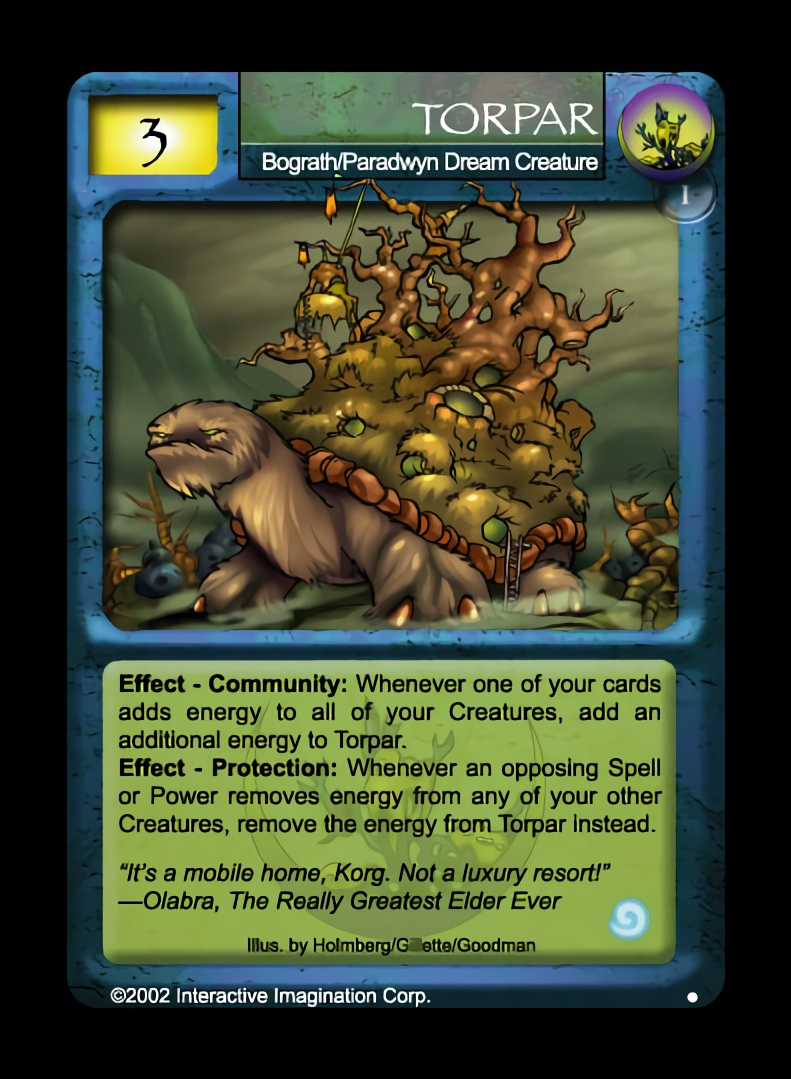 3
TORPAR
Bograth/Paradwyn Dream Creature
1
Effect - Community: Whenever one of your cards
adds energy to all of your Creatures, add an
additional energy to Torpar.
Effect - Protection: Whenever an opposing Spell
or Power removes energy from any of your other
Creatures, remove the energy from Torpar instead.
“It’s a mobile home, Korg. Not a luxury resort!”
—Olabra, The Really Greatest Elder Ever
Illus. by Holmberg/Goodman
©2002 Interactive Imagination Corp.